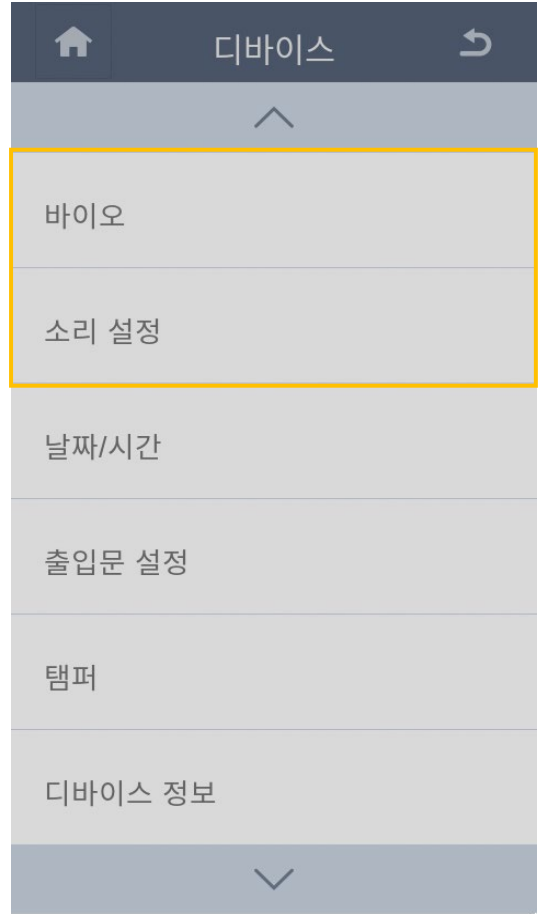 디바이스
바이오
소리 설정
날짜/시간
출입문 설정
탬퍼
디바이스 정보